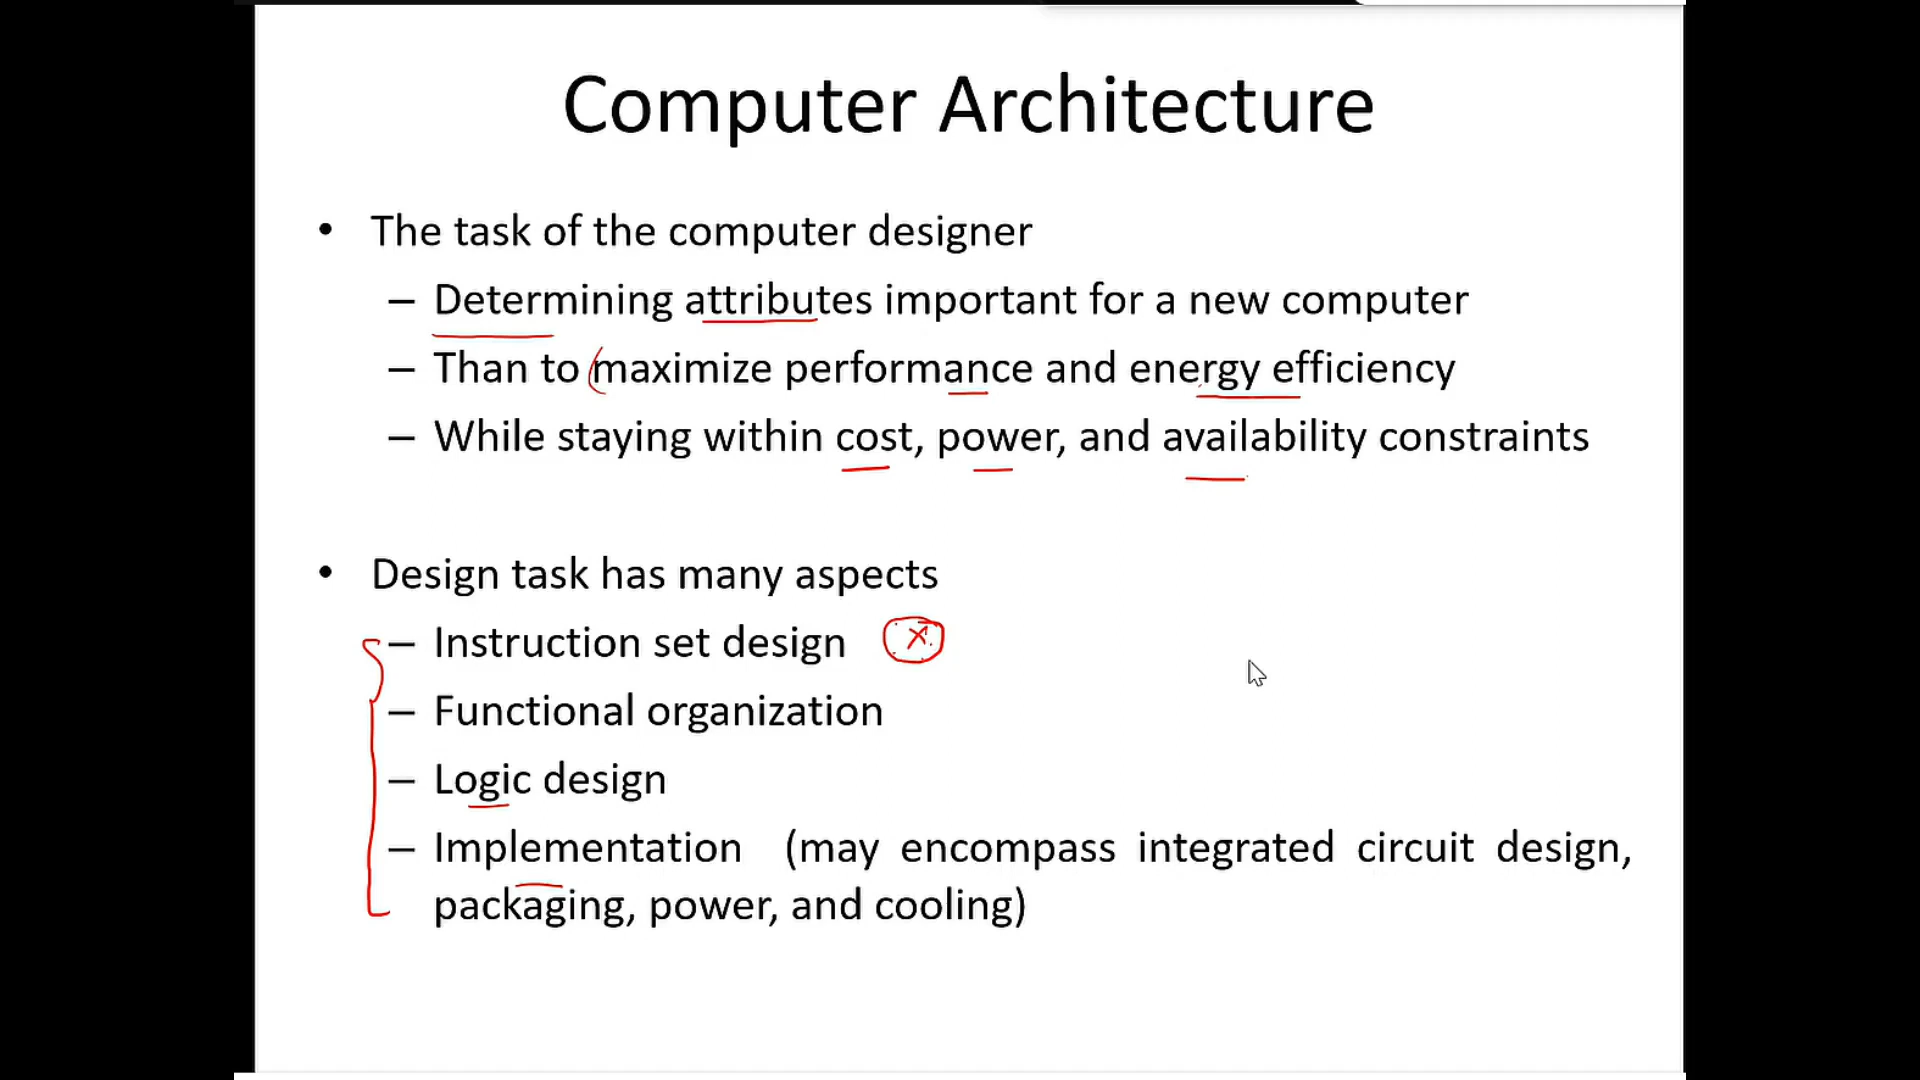 Computer Architecture
• The task of the computer designer
– Determining attributes important for a new computer
– Than to (maximize performance and energy efficiency
– While staying within cost, power, and availability constraints
• Design task has many aspects
– Instruction set design X
– Functional organization
– Logic design
– Implementation (may encompass integrated circuit design,
packaging, power, and cooling)